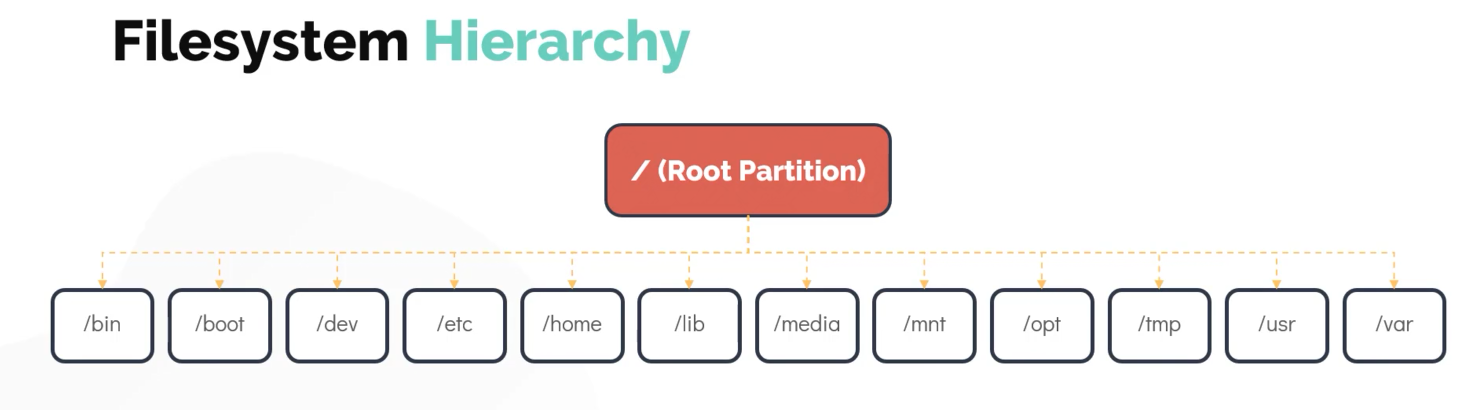 Filesystem Hierarchy
/ (Root Partition)
/bin
/boot
/dev
/etc
/home
/lib
/media
/mnt
/opt
/tmp
/usr
/var